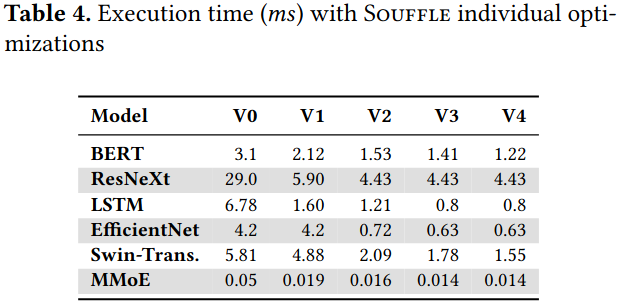 Table 4. Execution time (ms) with SOUFFLE individual opti-
mizations
Model V0 V1 V2 V3 V4
BERT 3.1 2.12 1.53 1.41 1.22
ResNeXt 29.0 5.90 4.43 4.43 4.43
LSTM 6.78 1.60 1.21 0.8 0.8
EfficientNet 4.2 4.2 0.72 0.63 0.63
Swin-Trans. 5.81 4.88 2.09 1.78 1.55
MMoE 0.05 0.019 0.016 0.014 0.014